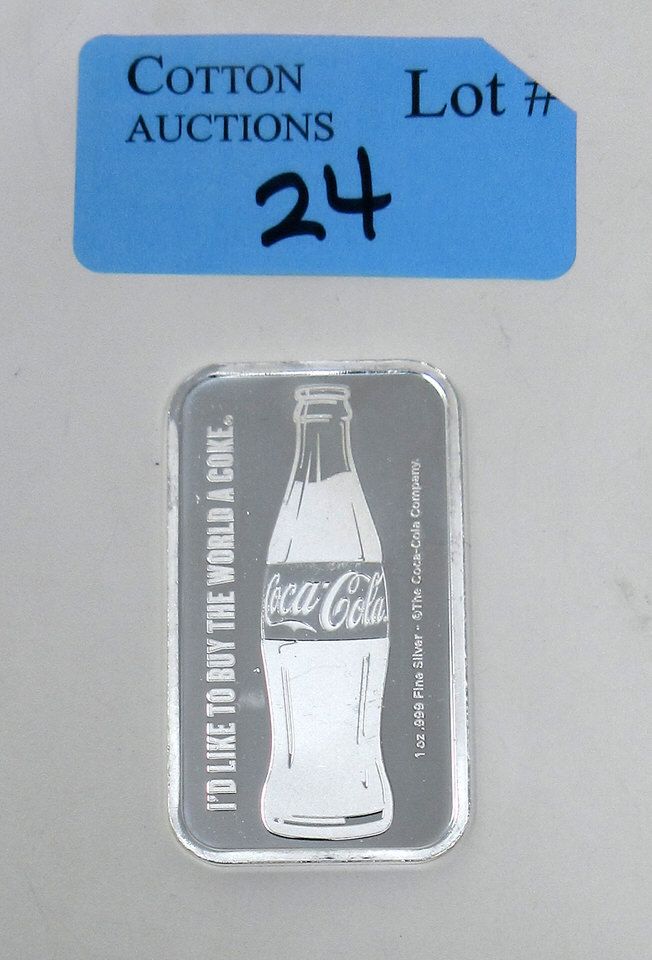 COTTON
AUCTIONS
Lot #
24
I'D LIKE TO BUY THE WORLD A COKE®
Coca-Cola
1 oz .999 Fine Silver • ©The Coca-Cola Company.